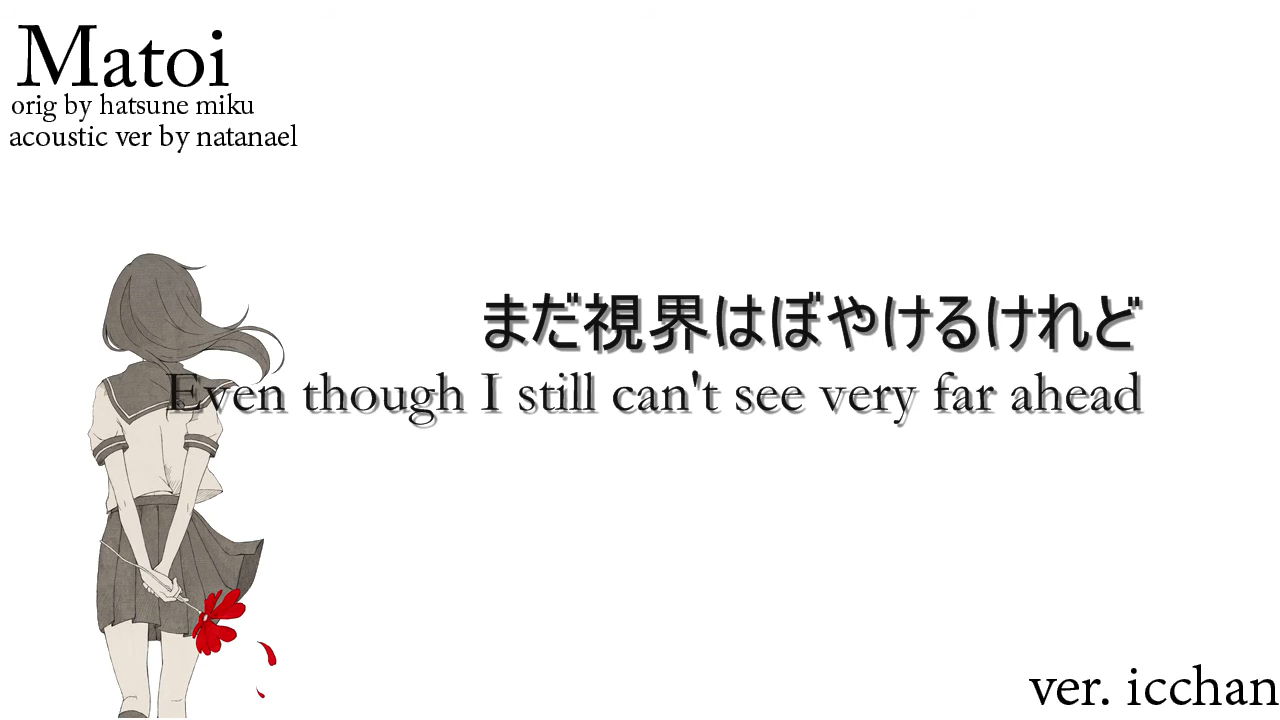 Matoi
orig by hatsune miku
acoustic ver by natanael
まだ視界はぼやけるけれど
Even though I still can't see very far ahead
ver. icchan